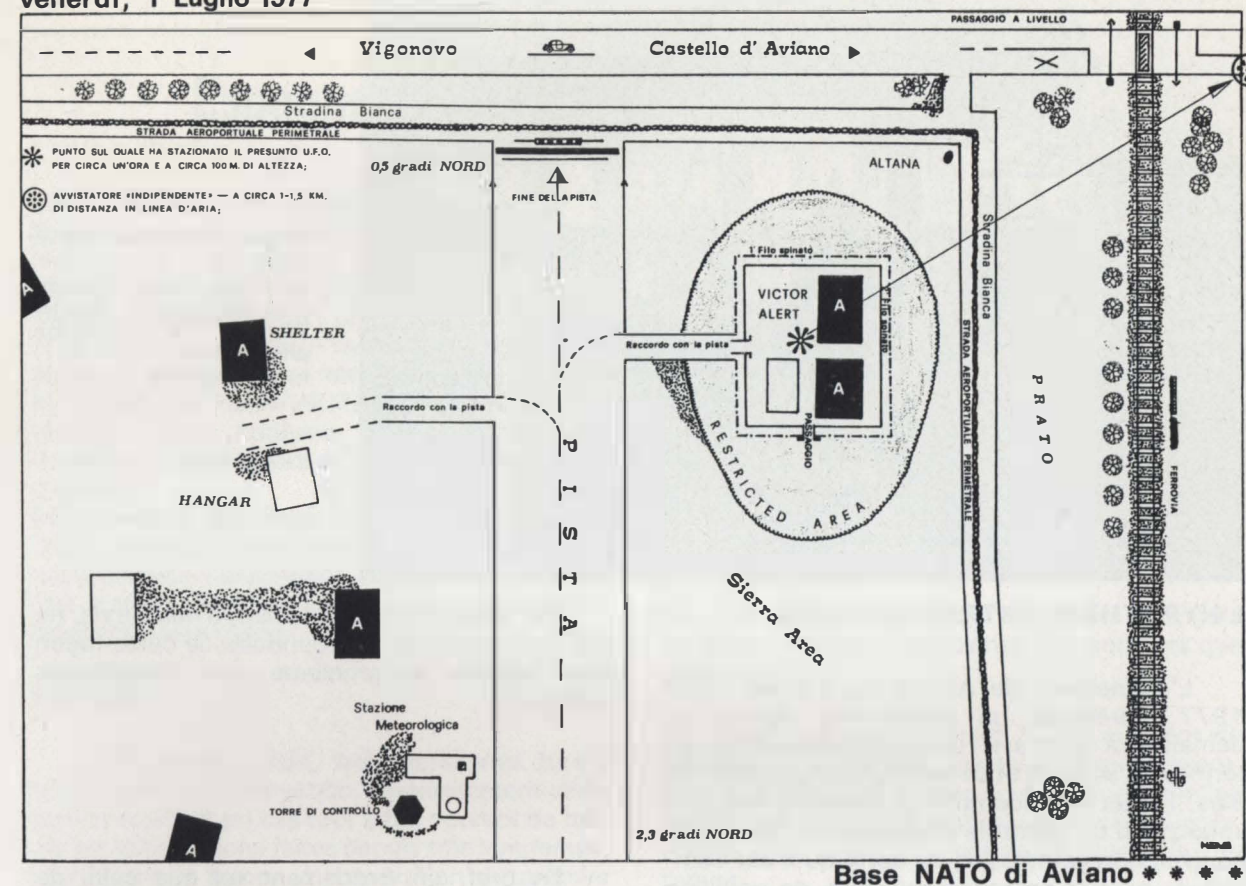 Venerdì, 1 Luglio 1977
PASSAGGIO A LIVELLO
Vigonovo
Castello d' Aviano
Stradina Bianca
STRADA AEROPORTUALE PERIMETRALE
PUNTO SUL QUALE HA STAZIONATO IL PRESUNTO U.F.O.
PER CIRCA UN'ORA E A CIRCA 100 M. DI ALTEZZA;
AVVISTATORE «INDIPENDENTE» — A CIRCA 1-1,5 KM.
DI DISTANZA IN LINEA D'ARIA;
0,5 gradi NORD
FINE DELLA PISTA
ALTANA
Stradina Bianca
1° Filo spinato
2° Filo spinato
VICTOR
ALERT
A
A
A
A
SHELTER
Raccordo con la pista
Raccordo con la pista
PASSAGGIO
RESTRICTED AREA
STRADA AEROPORTUALE PERIMETRALE
PRATO
FERROVIA
HANGAR
PISTA
Sierra Area
A
Stazione
Meteorologica
TORRE DI CONTROLLO
2,3 gradi NORD
A
Base NATO di Aviano